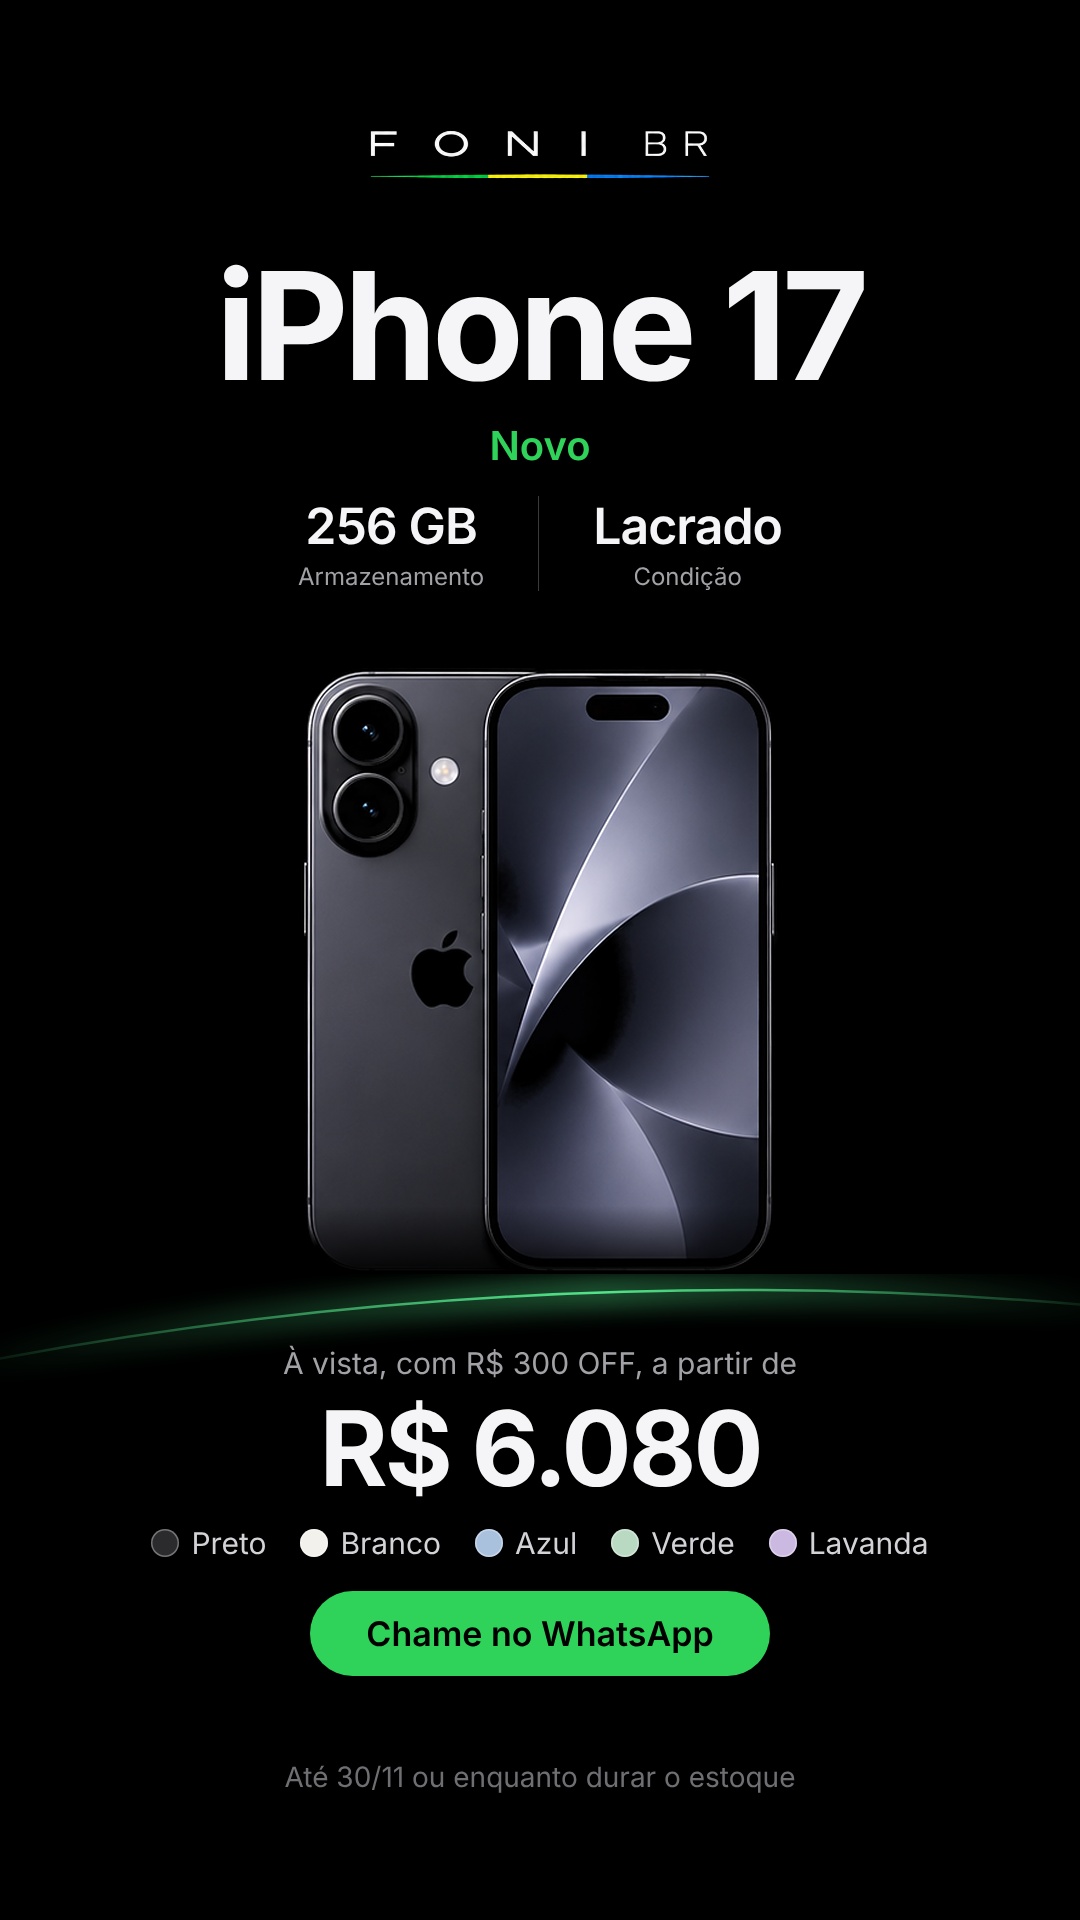 FONI BR
iPhone 17
Novo
256 GB
Armazenamento
Lacrado
Condição
À vista, com R$ 300 OFF, a partir de
R$ 6.080
Preto Branco Azul Verde Lavanda
Chame no WhatsApp
Até 30/11 ou enquanto durar o estoque